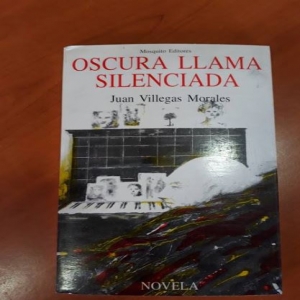 Mosquito Editores
OSCURA LLAMA
SILENCIADA
Juan Villegas Morales
NOVELA